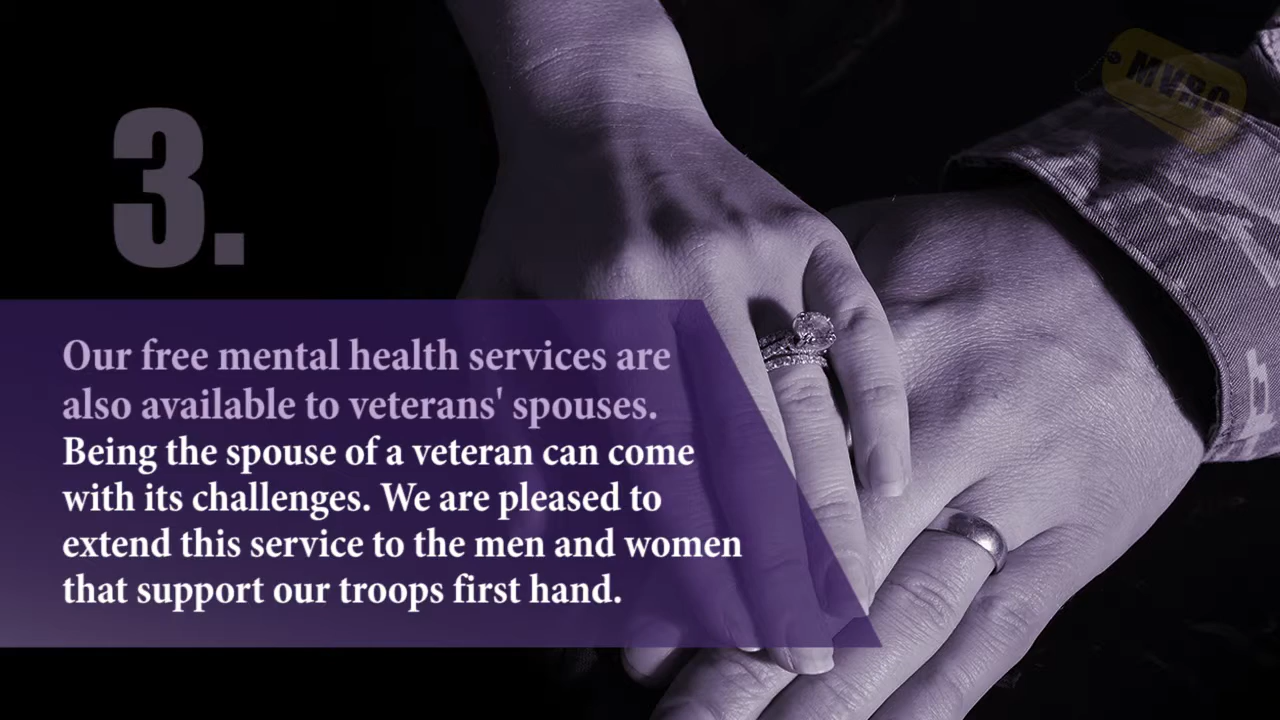 MVRC
3.
Our free mental health services are
also available to veterans' spouses.
Being the spouse of a veteran can come
with its challenges. We are pleased to
extend this service to the men and women
that support our troops first hand.